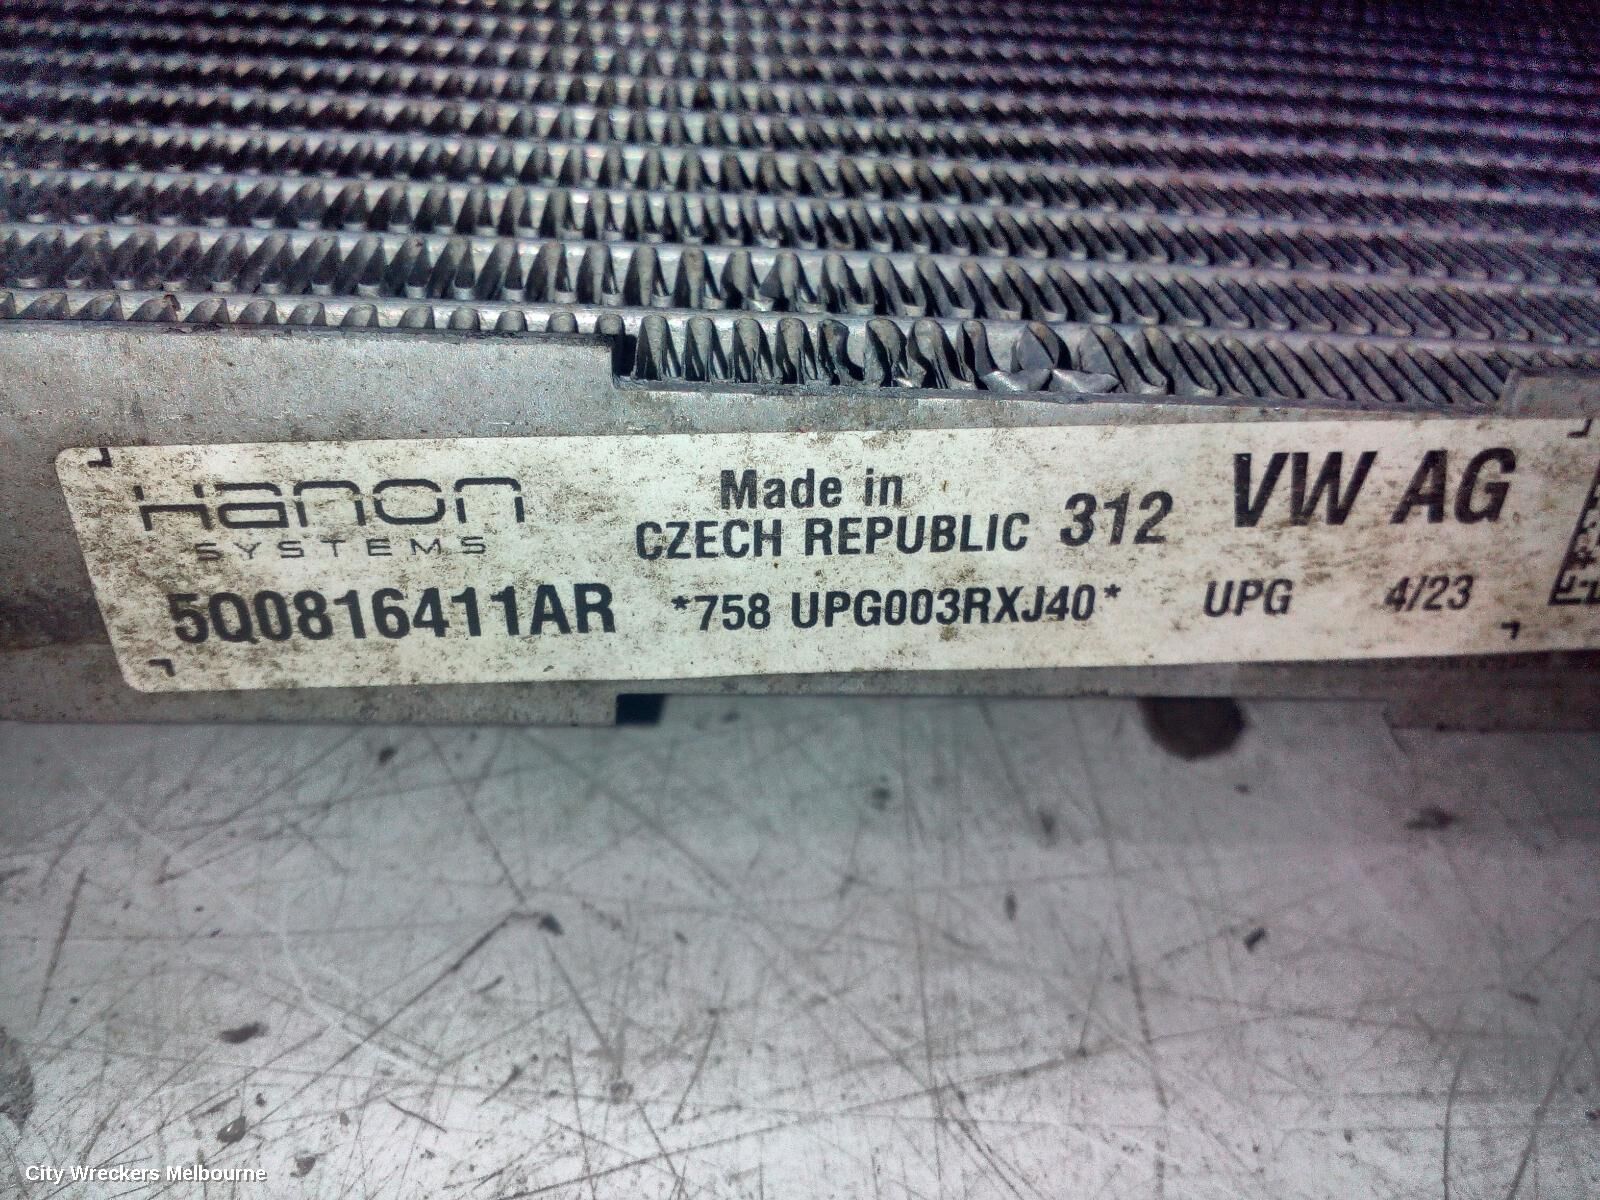 Hanon
SYSTEMS
Made in
CZECH REPUBLIC 312 VW AG
5Q0816411AR *758 UPG003RXJ40* UPG 4/23
City Wreckers Melbourne